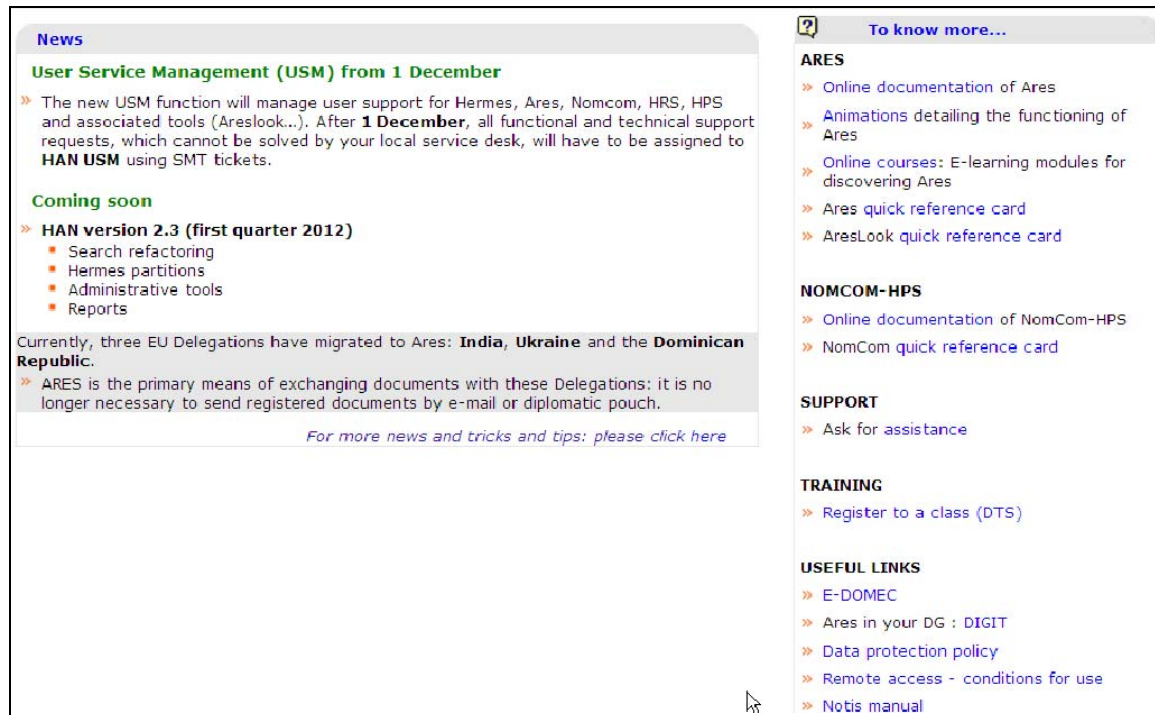 News
User Service Management (USM) from 1 December
» The new USM function will manage user support for Hermes, Ares, Nomcom, HRS, HPS
and associated tools (Areslook...). After 1 December, all functional and technical support
requests, which cannot be solved by your local service desk, will have to be assigned to
HAN USM using SMT tickets.
Coming soon
» HAN version 2.3 (first quarter 2012)
Search refactoring
Hermes partitions
Administrative tools
Reports
Currently, three EU Delegations have migrated to Ares: India, Ukraine and the Dominican
Republic.
» ARES is the primary means of exchanging documents with these Delegations: it is no
longer necessary to send registered documents by e-mail or diplomatic pouch.
For more news and tricks and tips: please click here
? To know more...
ARES
» Online documentation of Ares
» Animations detailing the functioning of
Ares
» Online courses: E-learning modules for
discovering Ares
» Ares quick reference card
» AresLook quick reference card
NOMCOM-HPS
» Online documentation of NomCom-HPS
» NomCom quick reference card
SUPPORT
» Ask for assistance
TRAINING
» Register to a class (DTS)
USEFUL LINKS
» E-DOMEC
» Ares in your DG : DIGIT
» Data protection policy
» Remote access - conditions for use
» Notis manual